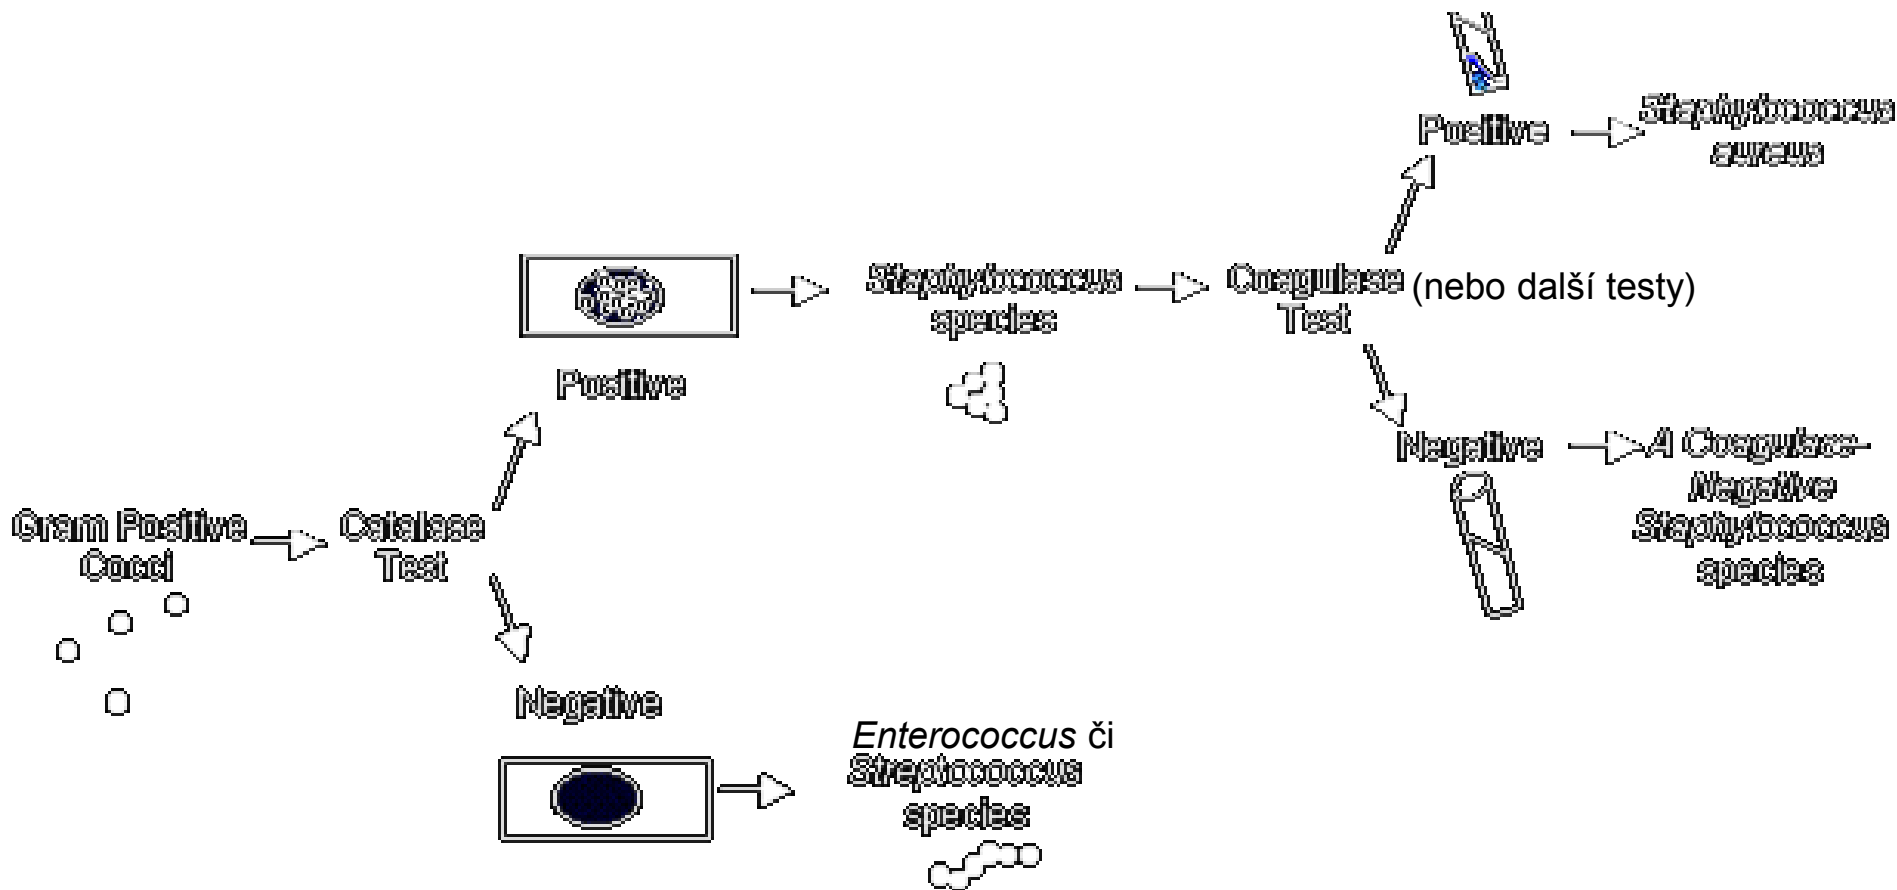 Gram Positive
Cocci
Catalase
Test
Positive
Staphylococcus
species
Coagulase (nebo další testy)
Test
Positive
Staphylococcus
aureus
Negative
A Coagulase-
Negative
Staphylococcus
species
Negative
Enterococcus či
Streptococcus
species